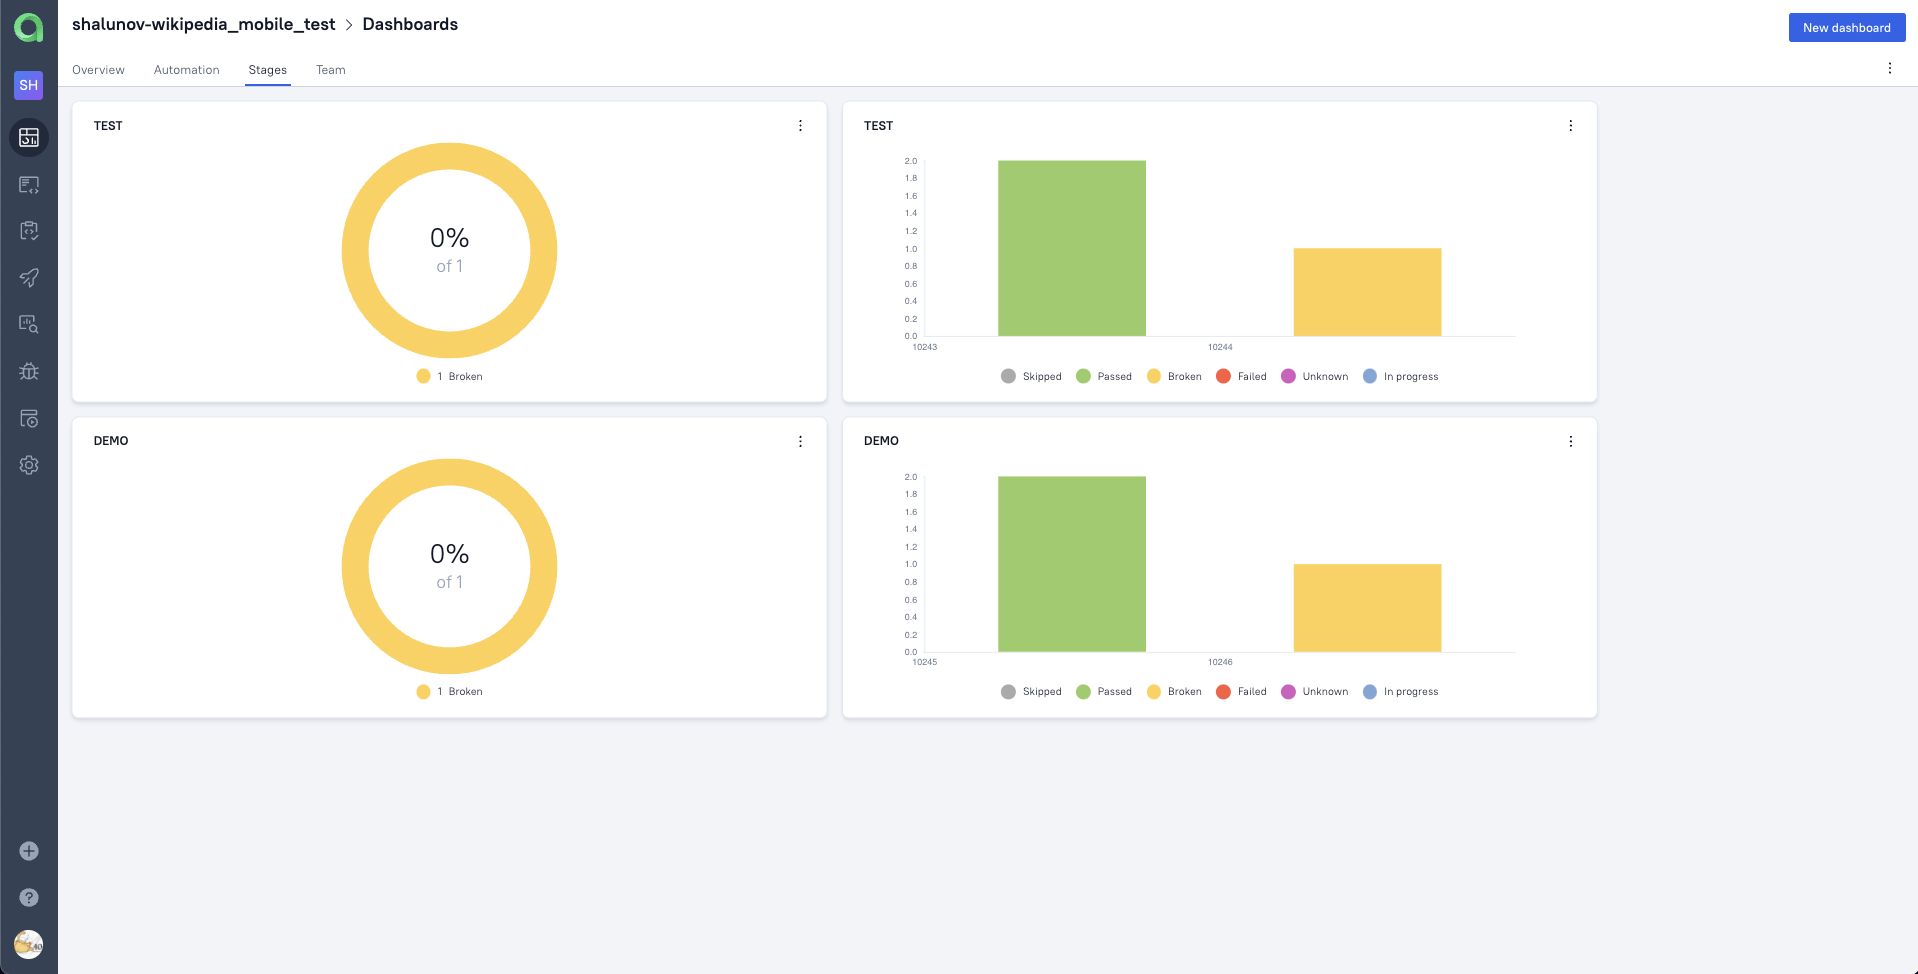 shalunov-wikipedia_mobile_test > Dashboards
New dashboard
Overview Automation Stages Team
SH
TEST
0%
of 1
1 Broken
TEST
2.0
1.8
1.6
1.4
1.2
1.0
0.8
0.6
0.4
0.2
0.0
10243 10244
Skipped Passed Broken Failed Unknown In progress
DEMO
0%
of 1
1 Broken
DEMO
2.0
1.8
1.6
1.4
1.2
1.0
0.8
0.6
0.4
0.2
0.0
10245 10246
Skipped Passed Broken Failed Unknown In progress